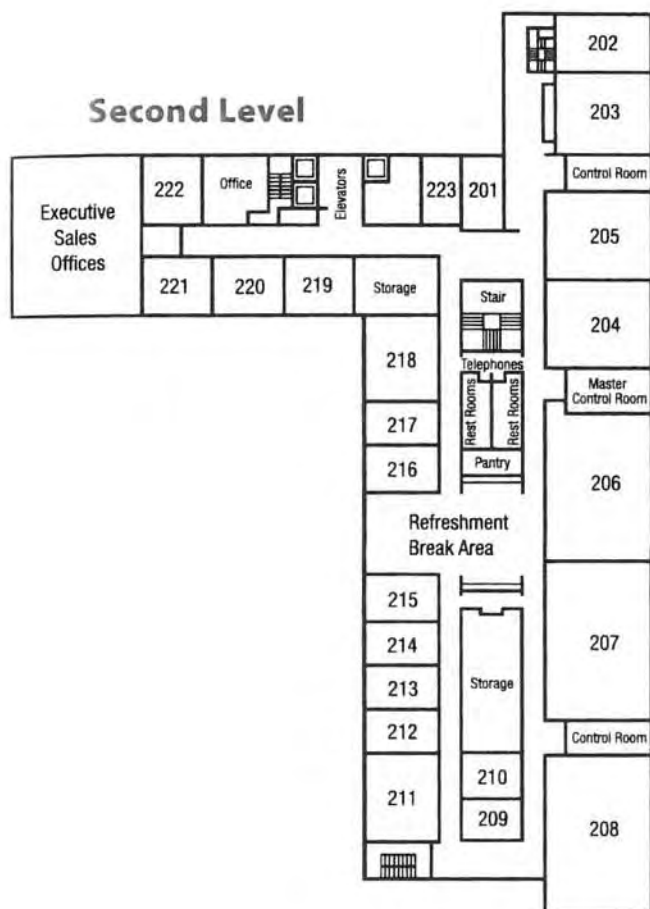 Second Level
202
203
Control Room
222
Office
Elevators
223
201
Executive
Sales
Offices
205
221
220
219
Storage
Stair
204
218
Telephones
Master
Control Room
Rest Rooms
Rest Rooms
217
216
Pantry
206
Refreshment
Break Area
215
214
213
212
Storage
207
Control Room
211
210
209
208